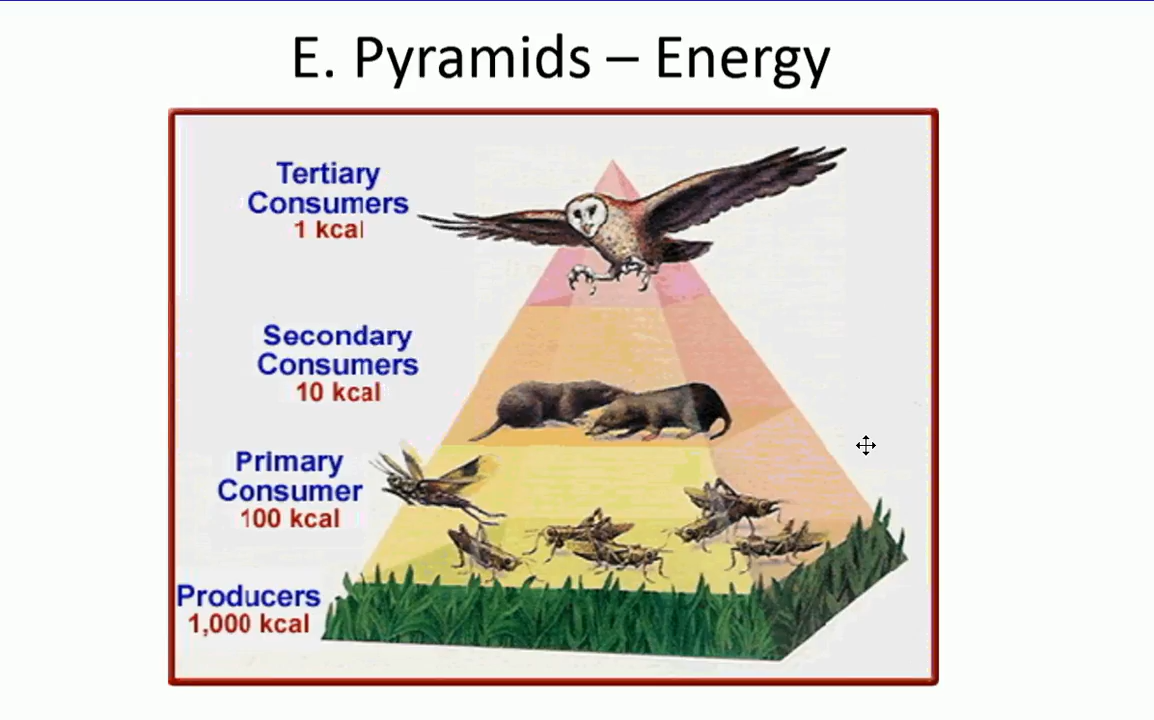 E. Pyramids – Energy
Tertiary
Consumers
1 kcal
Secondary
Consumers
10 kcal
Primary
Consumer
100 kcal
Producers
1,000 kcal